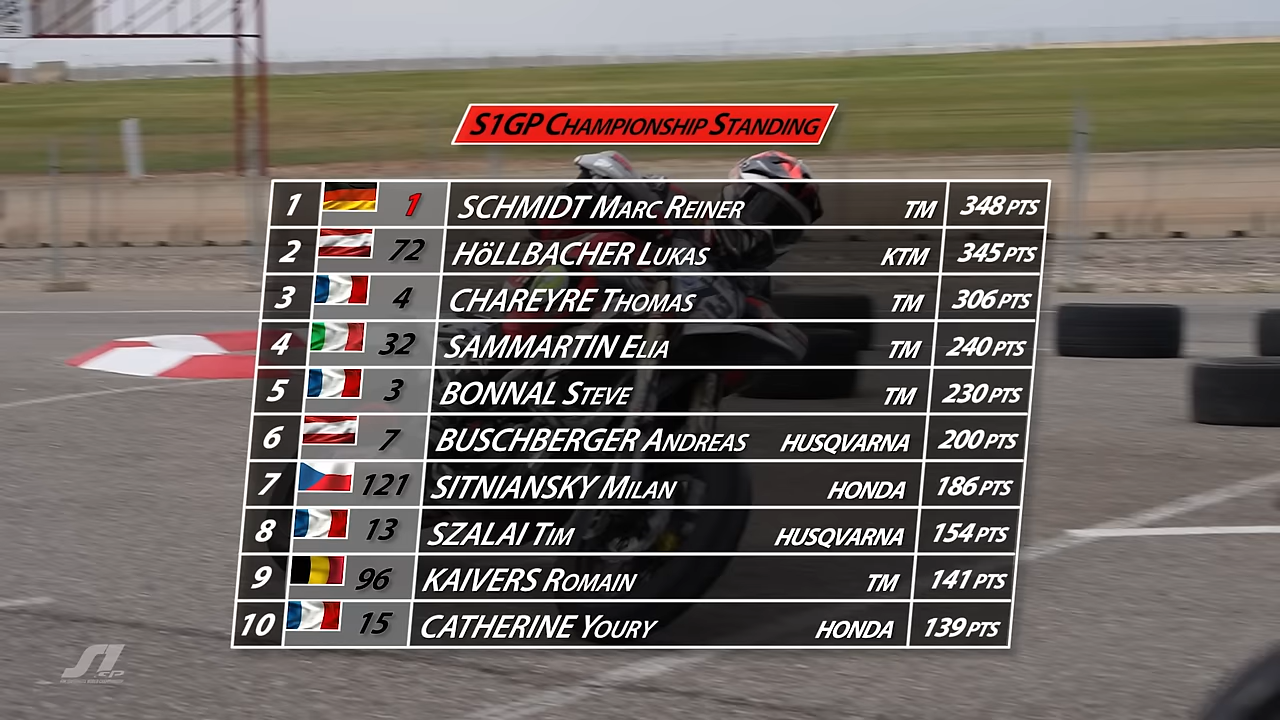 S1GP Championship Standing
1 1 SCHMIDT Marc Reiner TM 348 PTS
2 72 HöLLBACHER Lukas KTM 345 PTS
3 4 CHAREYRE Thomas TM 306 PTS
4 32 SAMMARTIN Elia TM 240 PTS
5 3 BONNAL Steve TM 230 PTS
6 7 BUSCHBERGER Andreas HUSQVARNA 200 PTS
7 121 SITNIANSKY Milan HONDA 186 PTS
8 13 SZALAI Tim HUSQVARNA 154 PTS
9 96 KAIVERS Romain TM 141 PTS
10 15 CATHERINE Youry HONDA 139 PTS
S1.GP